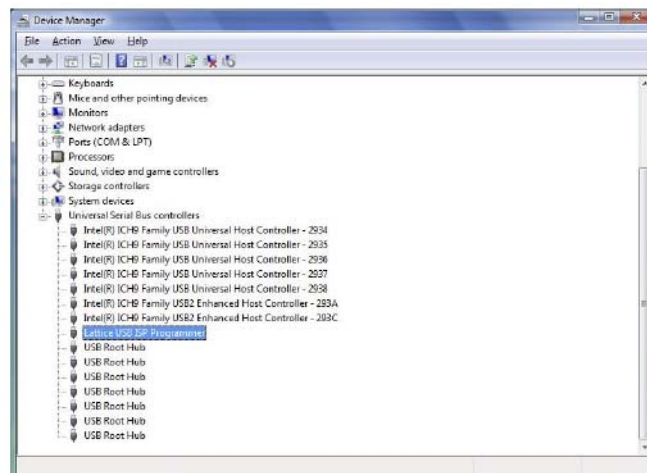 Device Manager
File Action View Help
Keyboards
Mice and other pointing devices
Monitors
Network adapters
Ports (COM & LPT)
Processors
Sound, video and game controllers
Storage controllers
System devices
Universal Serial Bus controllers
Intel(R) ICH9 Family USB Universal Host Controller - 2934
Intel(R) ICH9 Family USB Universal Host Controller - 2935
Intel(R) ICH9 Family USB Universal Host Controller - 2936
Intel(R) ICH9 Family USB Universal Host Controller - 2937
Intel(R) ICH9 Family USB Universal Host Controller - 2938
Intel(R) ICH9 Family USB2 Enhanced Host Controller - 293A
Intel(R) ICH9 Family USB2 Enhanced Host Controller - 293C
Lattice USB ISP Programmer
USB Root Hub
USB Root Hub
USB Root Hub
USB Root Hub
USB Root Hub
USB Root Hub
USB Root Hub